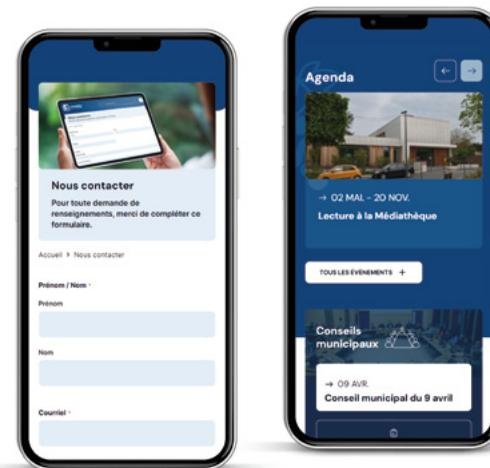 Nous contacter
Pour toute demande de
renseignements, merci de compléter ce
formulaire.
Accueil > Nous contacter
Prénom / Nom *
Prénom
Nom
Courriel *
Agenda
← →
→ 02 MAI. - 20 NOV.
Lecture à la Médiathèque
TOUS LES ÉVÉNEMENTS +
Conseils
municipaux
→ 09 AVR.
Conseil municipal du 9 avril